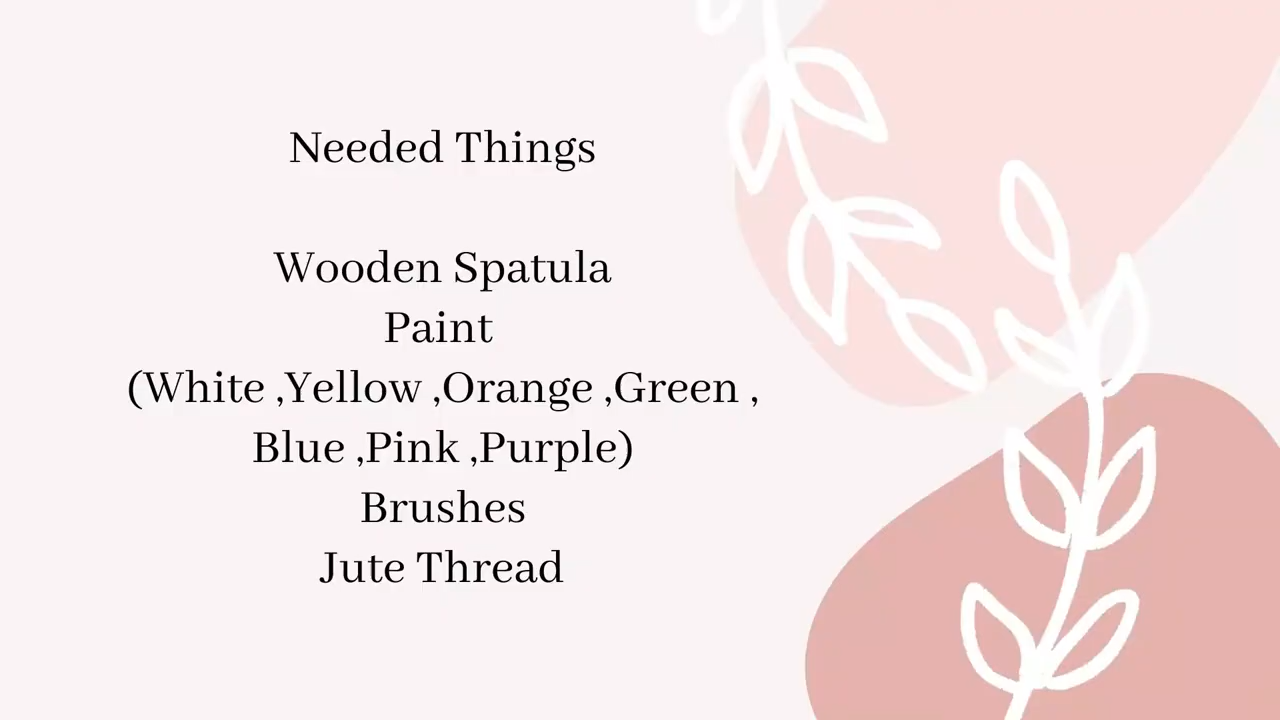 Needed Things
Wooden Spatula
Paint
(White ,Yellow ,Orange ,Green ,
Blue ,Pink ,Purple)
Brushes
Jute Thread